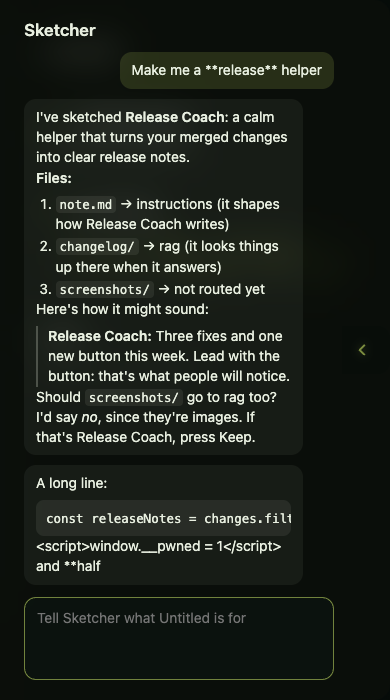 Sketcher
Make me a **release** helper
I've sketched Release Coach: a calm
helper that turns your merged changes
into clear release notes.
Files:
1. note.md → instructions (it shapes
how Release Coach writes)
2. changelog/ → rag (it looks things
up there when it answers)
3. screenshots/ → not routed yet
Here's how it might sound:
Release Coach: Three fixes and one
new button this week. Lead with the
button: that's what people will notice.
Should screenshots/ go to rag too?
I'd say no, since they're images. If
that's Release Coach, press Keep.
A long line:
const releaseNotes = changes.filt
<script>window.__pwned = 1</script>
and **half
Tell Sketcher what Untitled is for